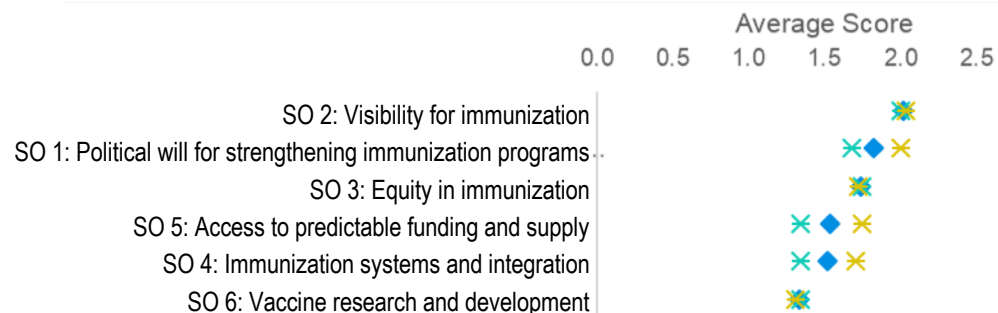 Average Score
0.0 0.5 1.0 1.5 2.0 2.5
SO 2: Visibility for immunization
SO 1: Political will for strengthening immunization programs..
SO 3: Equity in immunization
SO 5: Access to predictable funding and supply
SO 4: Immunization systems and integration
SO 6: Vaccine research and development